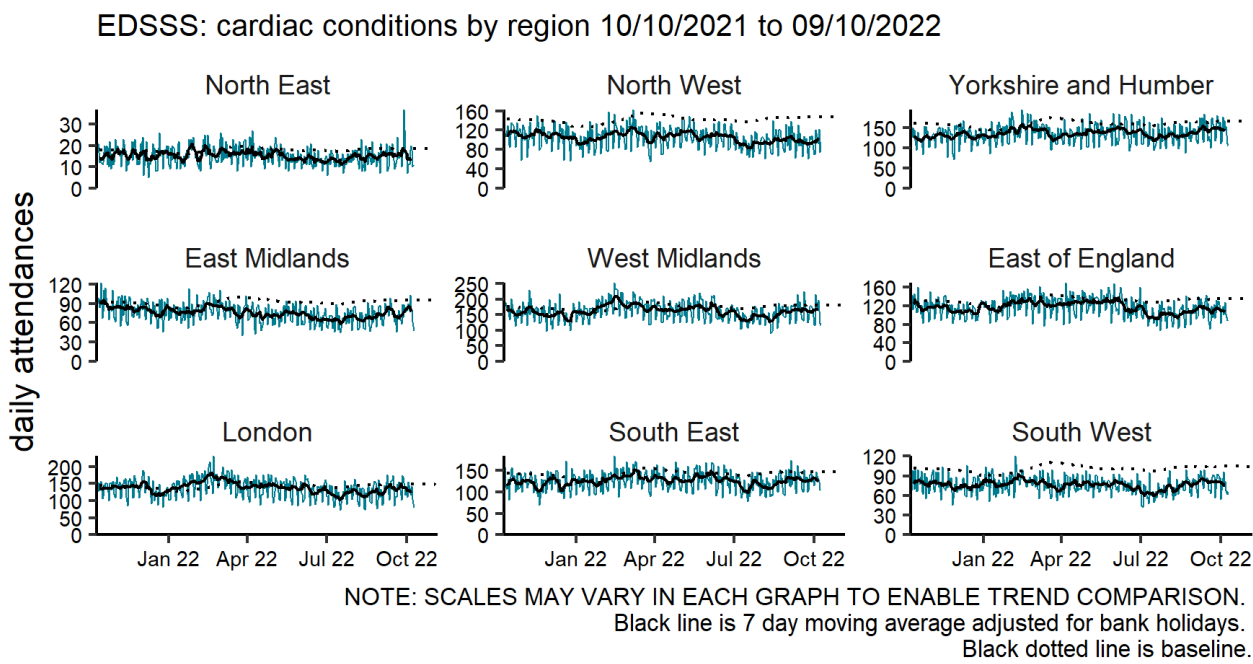 EDSSS: cardiac conditions by region 10/10/2021 to 09/10/2022
North East
North West
Yorkshire and Humber
30
20
10
0
160
120
80
40
0
150
100
50
0
daily attendances
East Midlands
West Midlands
East of England
120
90
60
30
0
250
200
150
100
50
0
160
120
80
40
0
London
South East
South West
200
150
100
50
0
150
100
50
0
120
90
60
30
0
Jan 22 Apr 22 Jul 22 Oct 22
Jan 22 Apr 22 Jul 22 Oct 22
Jan 22 Apr 22 Jul 22 Oct 22
NOTE: SCALES MAY VARY IN EACH GRAPH TO ENABLE TREND COMPARISON.
Black line is 7 day moving average adjusted for bank holidays.
Black dotted line is baseline.